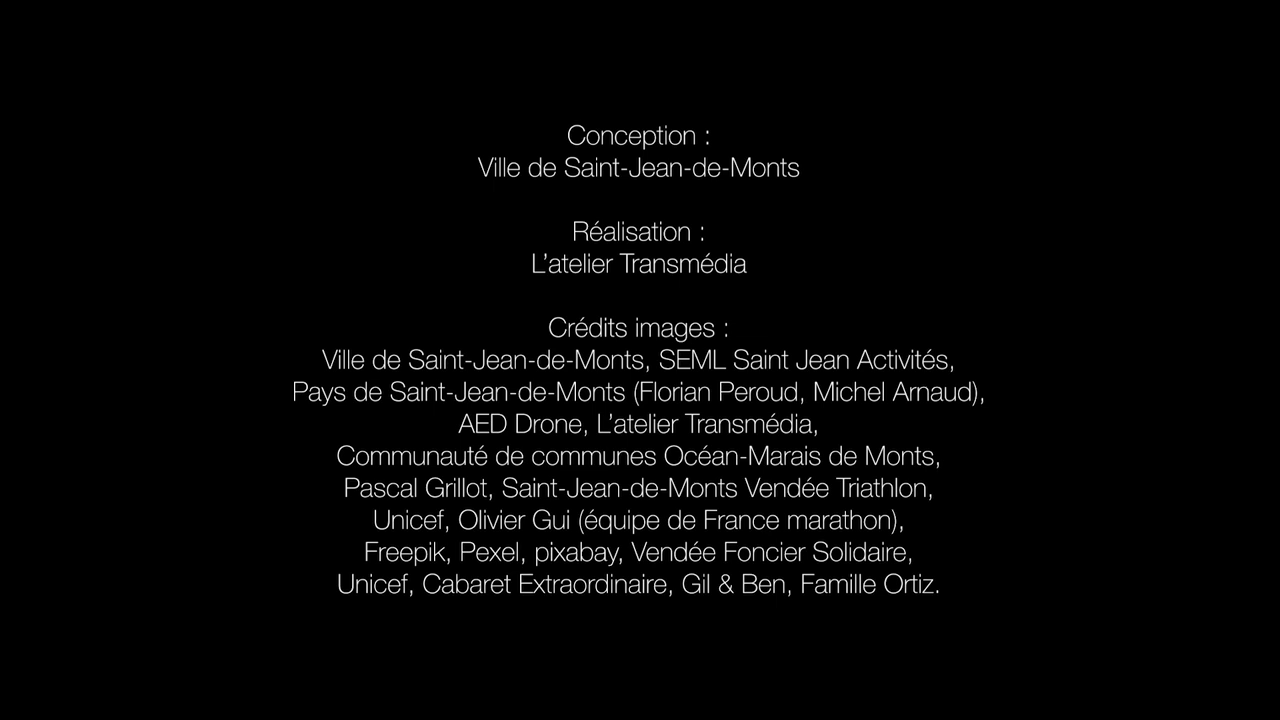 Conception :
Ville de Saint-Jean-de-Monts
Réalisation :
L’atelier Transmédia
Crédits images :
Ville de Saint-Jean-de-Monts, SEML Saint Jean Activités,
Pays de Saint-Jean-de-Monts (Florian Peroud, Michel Arnaud),
AED Drone, L’atelier Transmédia,
Communauté de communes Océan-Marais de Monts,
Pascal Grillot, Saint-Jean-de-Monts Vendée Triathlon,
Unicef, Olivier Gui (équipe de France marathon),
Freepik, Pexel, pixabay, Vendée Foncier Solidaire,
Unicef, Cabaret Extraordinaire, Gil & Ben, Famille Ortiz.